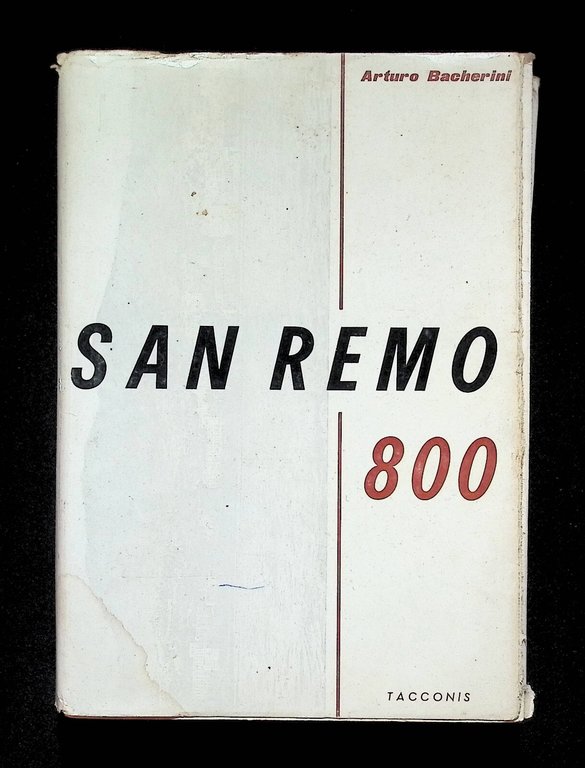 Arturo Bacherini
SAN REMO
800
TACCONIS